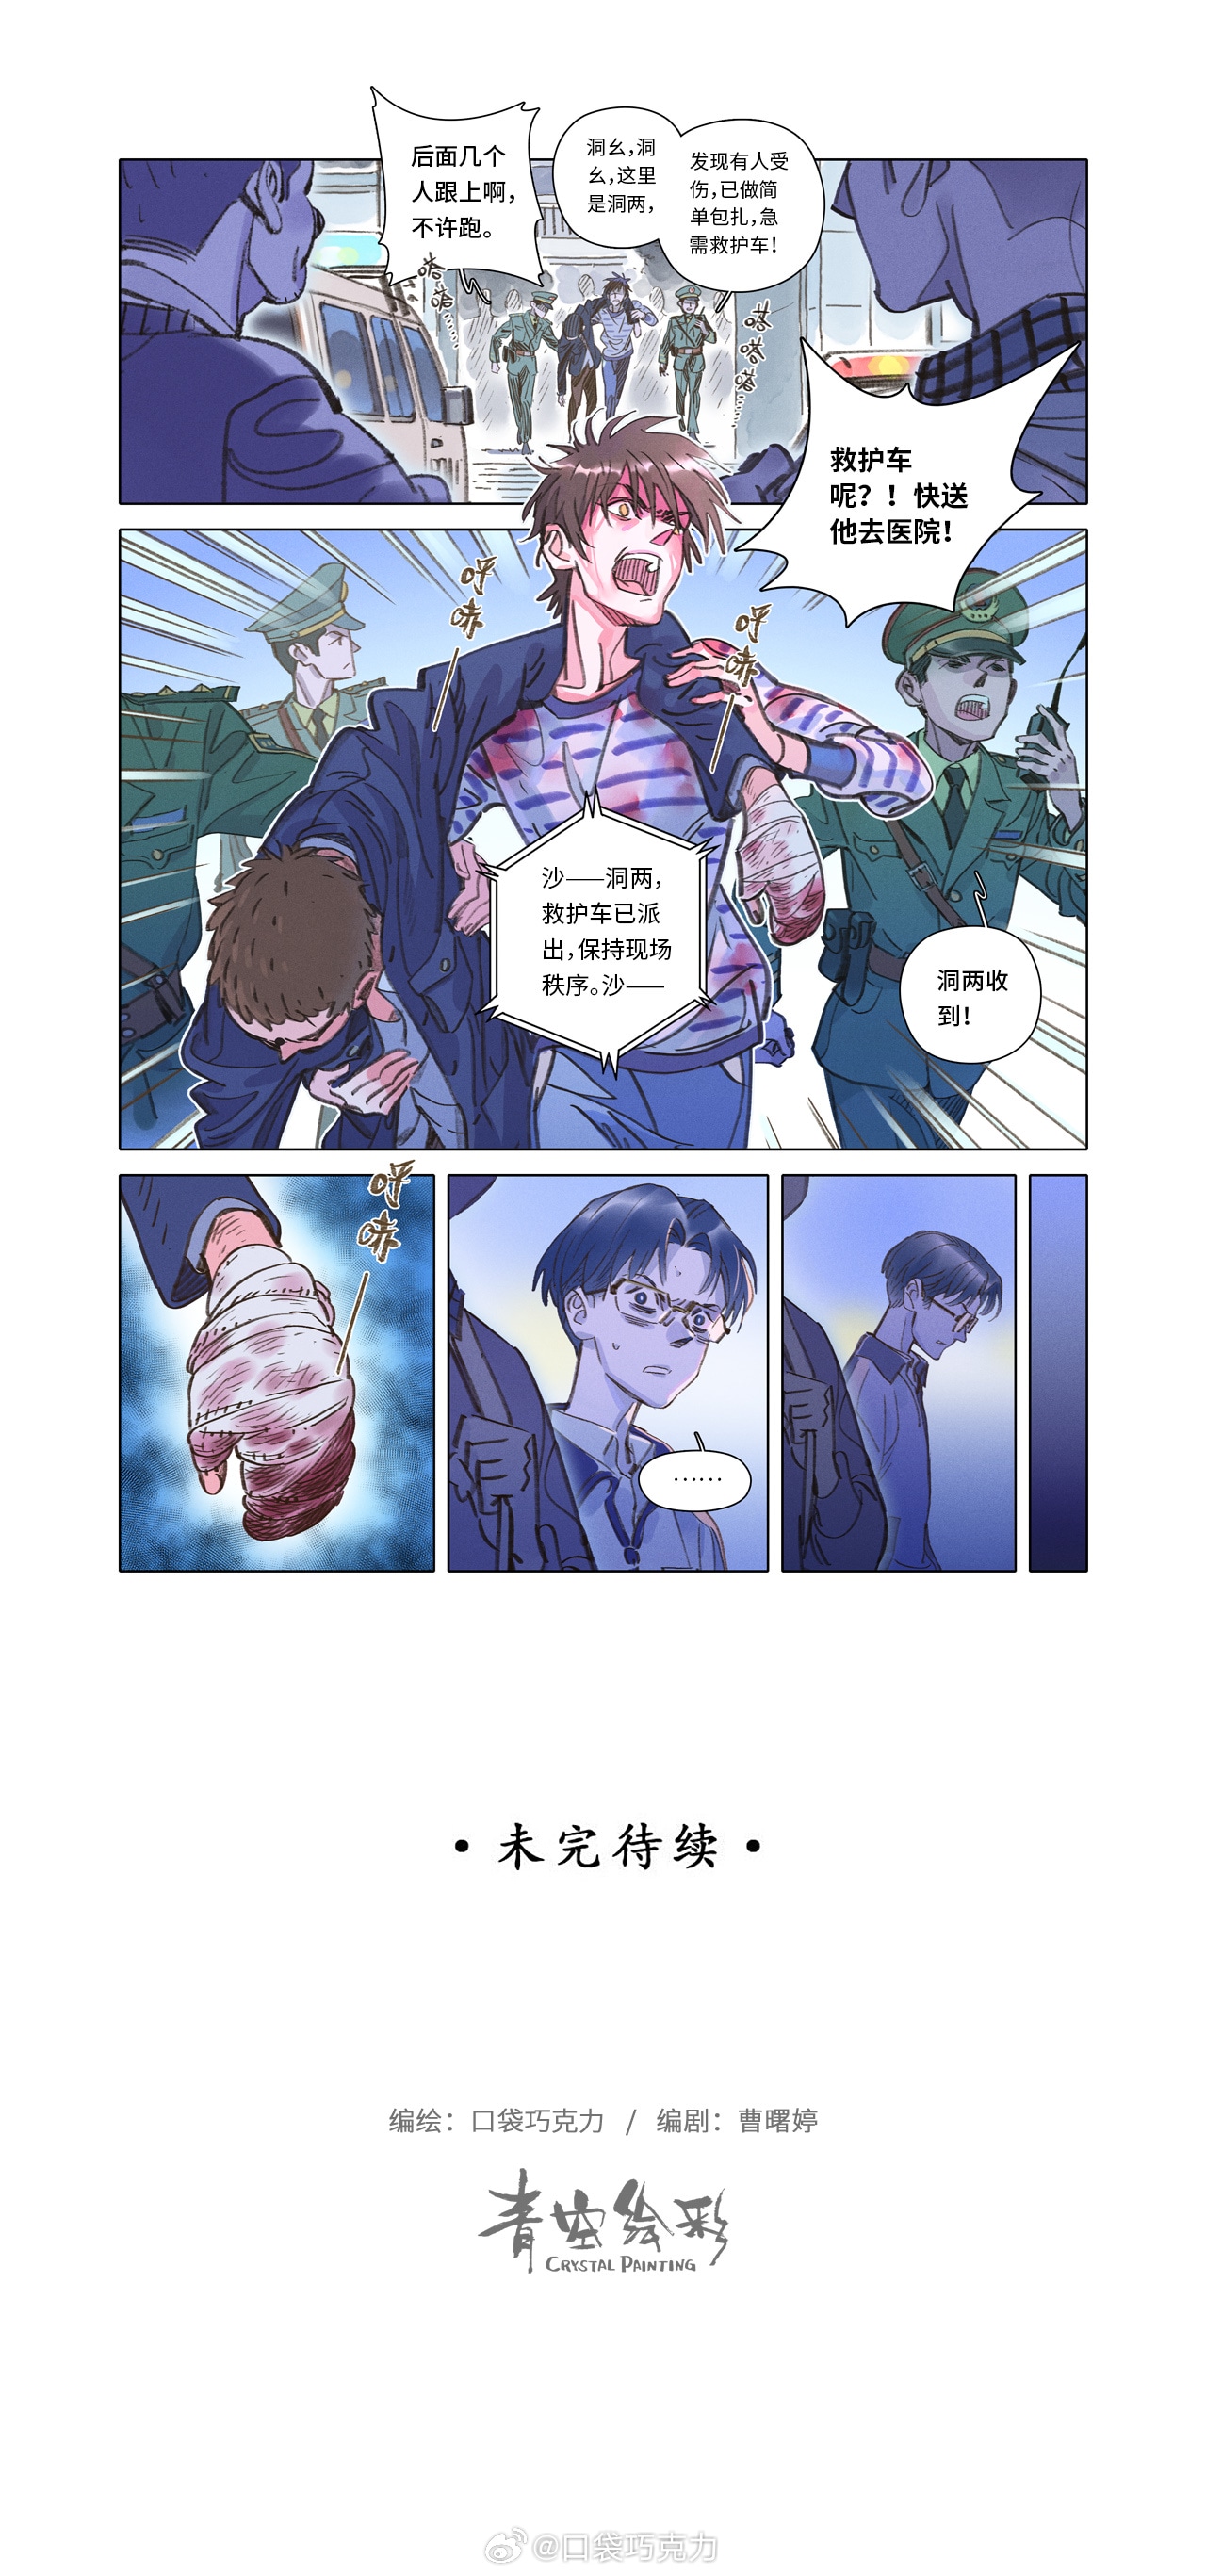 后面几个
人跟上啊，
不许跑。
洞幺，洞
幺，这里
是洞两，
发现有人受
伤，已做简
单包扎，急
需救护车！
嗒
嗒……
嗒
嗒
嗒……
救护车
呢？！快送
他去医院！
呼
哧
呼
哧
沙——洞两，
救护车已派
出，保持现场
秩序。沙——
洞两收
到！
呼
哧
……
·未完待续·
编绘：口袋巧克力 / 编剧：曹曙婷
青空绘彩
CRYSTAL PAINTING
@口袋巧克力